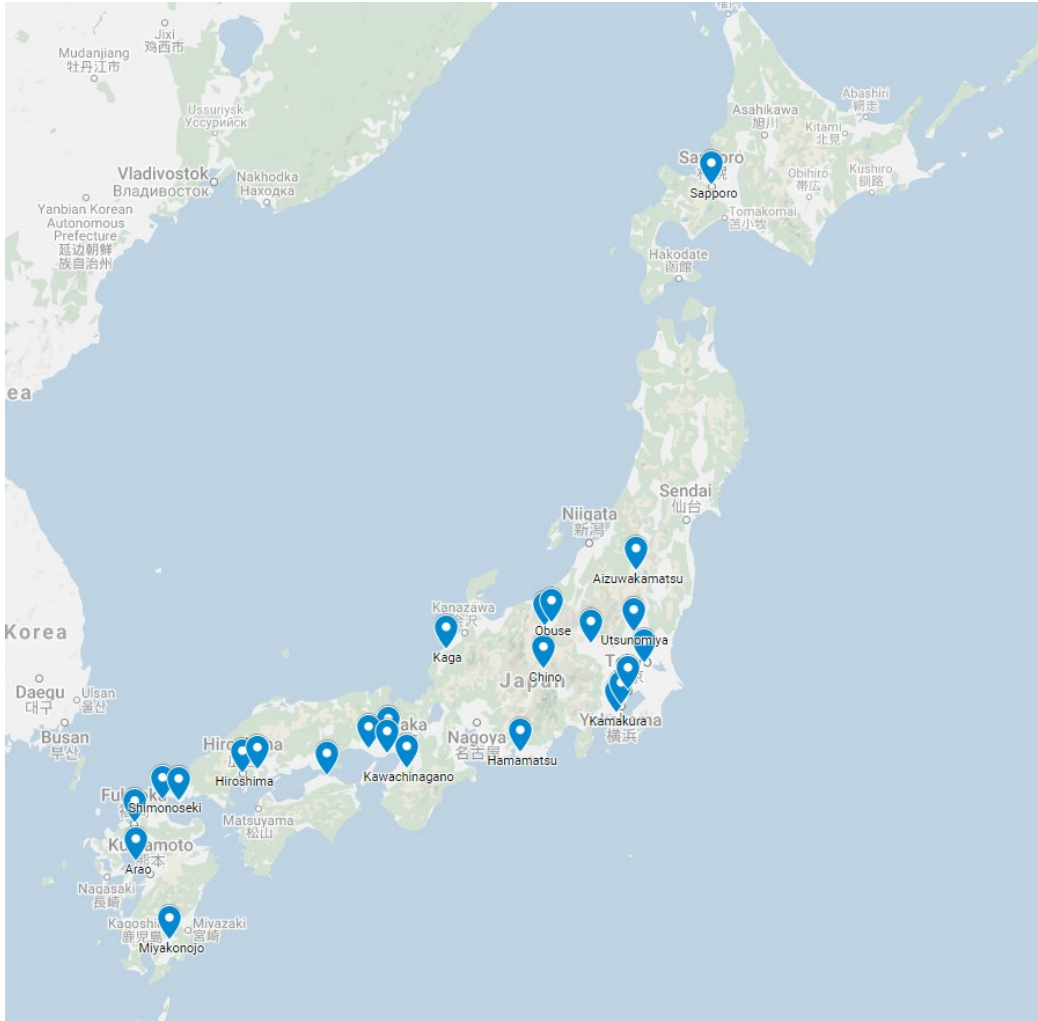 Jixi
鸡西市
Mudanjiang
牡丹江市
Ussuriysk
Уссурийск
Vladivostok
Владивосток
Nakhodka
Находка
Yanbian Korean
Autonomous
Prefecture
延边朝鲜
族自治州
Asahikawa
旭川
Abashiri
網走
Kitami
北見
Sapporo
Obihiro
帯広
Kushiro
釧路
Tomakomai
苫小牧
Hakodate
函館
ea
Sendai
仙台
Niigata
新潟
Aizuwakamatsu
Kanazawa
Obuse
Utsunomiya
Korea
Kaga
Chino
Japan
Daegu
대구
Ulsan
울산
Busan
부산
Kamakura
横浜
Nagoya
名古屋
Hamamatsu
Kawachinagano
Hiroshima
Shimonoseki
Matsuyama
松山
Arao
熊本
Nagasaki
長崎
鹿児島
Miyazaki
宮崎
Miyakonojo